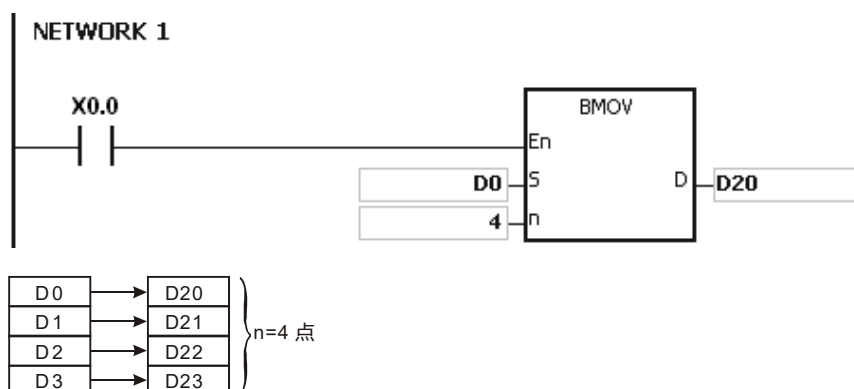 NETWORK 1
X0.0
BMOV
En
D0 S D D20
4 n
D0 D20
D1 D21
D2 D22
D3 D23
n=4 点